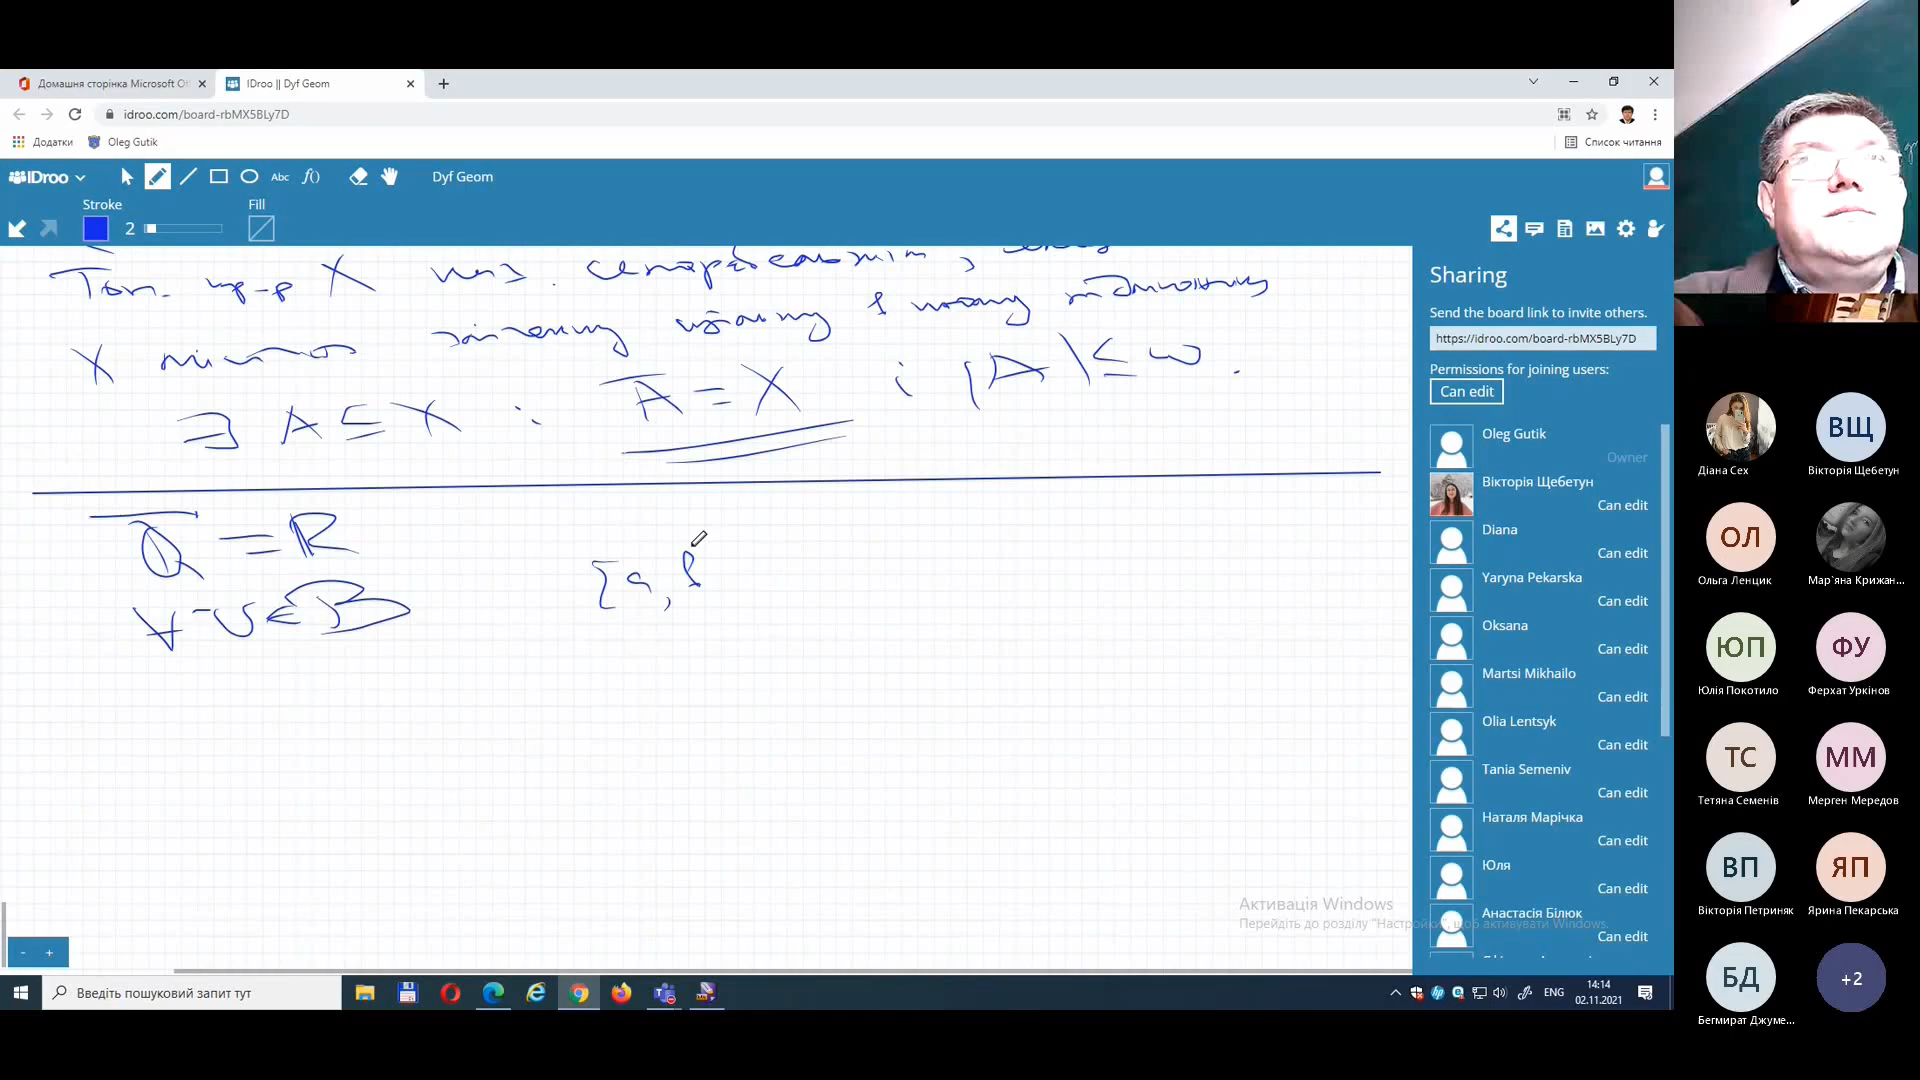 Домашня сторінка Microsoft Of
IDroo || Dyf Geom
idroo.com/board-rbMX5BLy7D
Додатки
Oleg Gutik
Список читання
IDroo
Abc
f()
Dyf Geom
Stroke
Fill
2
Топ. пр-р X наз. сепарабельним, якщо
X містить зліченну щільну в ньому підмножину
∃ A ⊆ X : A̅ = X і |A| ≤ ω.
Q̅ = ℝ
∀ U ∈ B
[a, b
Sharing
Send the board link to invite others.
https://idroo.com/board-rbMX5BLy7D
Permissions for joining users:
Can edit
Oleg Gutik
Owner
Вікторія Щебетун
Can edit
Diana
Can edit
Yaryna Pekarska
Can edit
Oksana
Can edit
Martsi Mikhailo
Can edit
Olia Lentsyk
Can edit
Tania Semeniv
Can edit
Наталя Марічка
Can edit
Юля
Can edit
Анастасія Білюк
Can edit
Активація Windows
Перейдіть до розділу "Настройки", щоб активувати Windows.
- +
Введіть пошуковий запит тут
ENG
14:14
02.11.2021
Діана Сех
ВЩ
Вікторія Щебетун
ОЛ
Ольга Ленцик
Мар`яна Крижан...
ЮП
Юлія Покотило
ФУ
Ферхат Уркінов
ТС
Тетяна Семенів
ММ
Мерген Мередов
ВП
Вікторія Петриняк
ЯП
Ярина Пекарська
БД
Бегмират Джуме...
+2